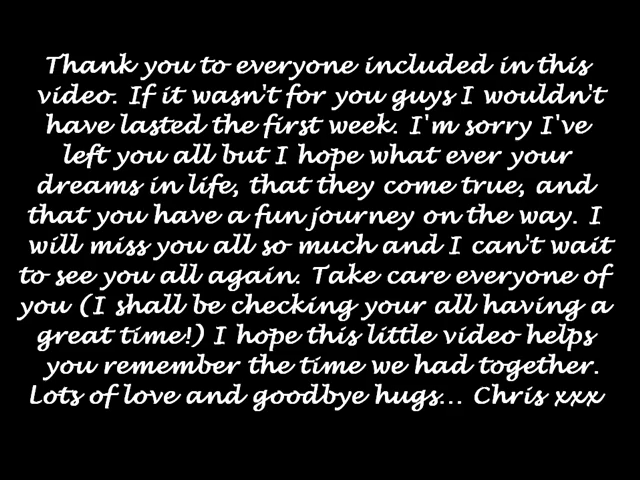 Thank you to everyone included in this
video. If it wasn't for you guys I wouldn't
have lasted the first week. I'm sorry I've
left you all but I hope what ever your
dreams in life, that they come true, and
that you have a fun journey on the way. I
will miss you all so much and I can't wait
to see you all again. Take care everyone of
you (I shall be checking your all having a
great time!) I hope this little video helps
you remember the time we had together.
Lots of love and goodbye hugs... Chris xxx